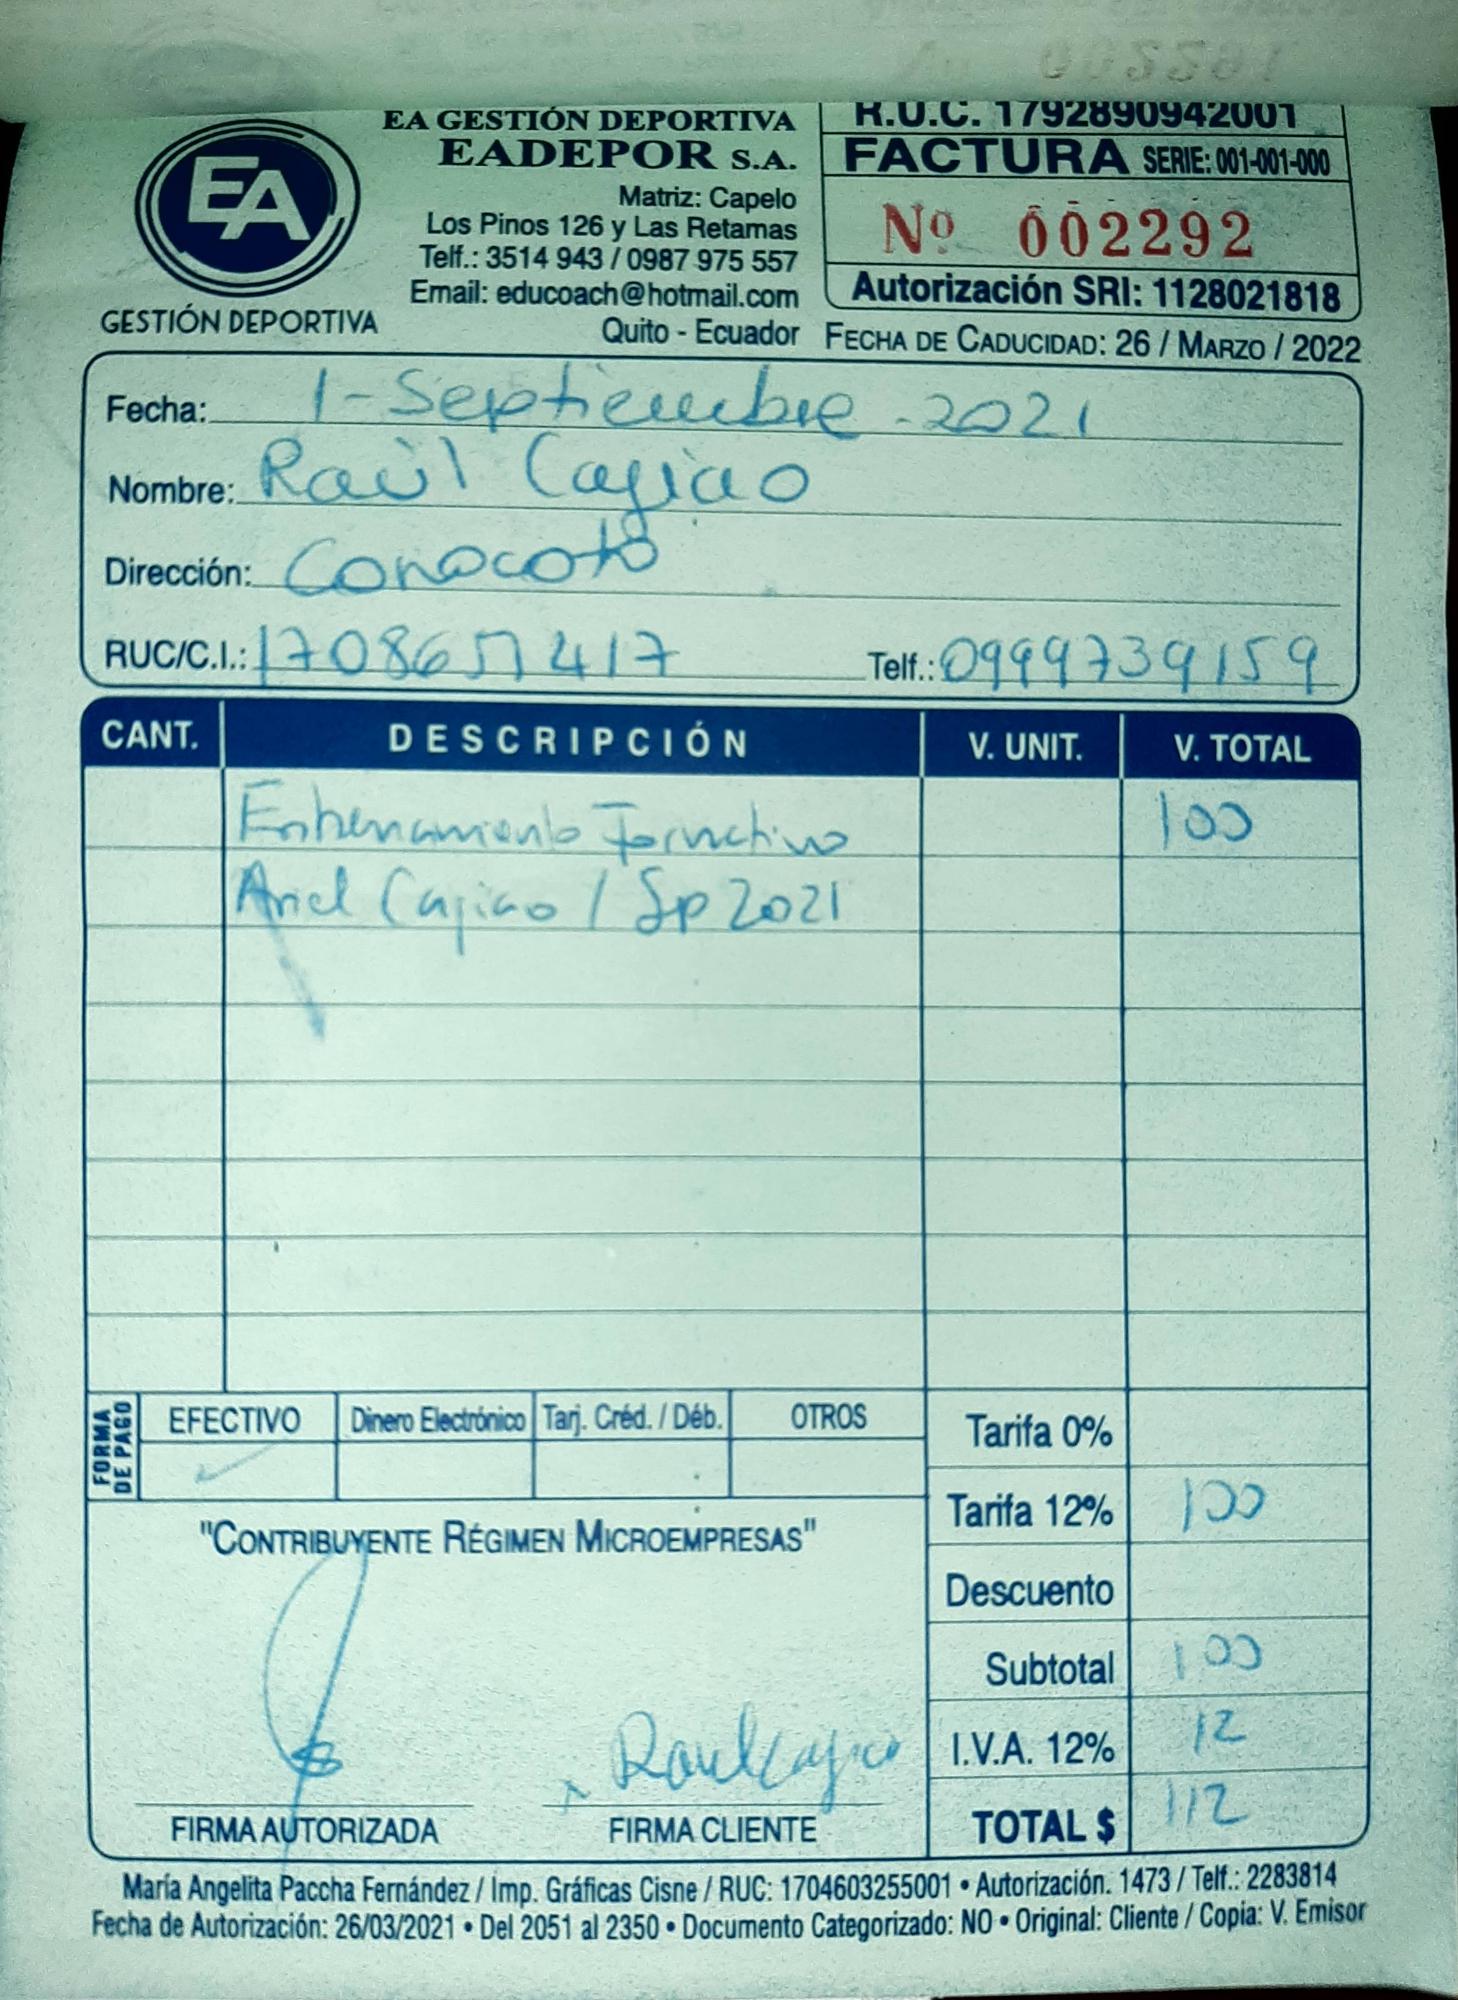 EA
GESTIÓN DEPORTIVA
EA GESTIÓN DEPORTIVA
EADEPOR S.A.
Matriz: Capelo
Los Pinos 126 y Las Retamas
Telf.: 3514 943 / 0987 975 557
Email: educoach@hotmail.com
Quito - Ecuador
R.U.C. 1792890942001
FACTURA SERIE: 001-001-000
Nº 002292
Autorización SRI: 1128021818
FECHA DE CADUCIDAD: 26 / MARZO / 2022
Fecha: 1-Septiembre-2021
Nombre: Raúl Cajiao
Dirección: Conocoto
RUC/C.I.: 1708657417 Telf.: 0999739159
CANT. DESCRIPCIÓN V. UNIT. V. TOTAL
Entrenamiento Formativo 100
Ariel Cajiao / Sp 2021
FORMA DE PAGO
EFECTIVO Dinero Electrónico Tarj. Créd. / Déb. OTROS
Tarifa 0%
Tarifa 12% 100
"CONTRIBUYENTE RÉGIMEN MICROEMPRESAS"
Descuento
Subtotal 100
I.V.A. 12% 12
TOTAL $ 112
Raul Cajiao
FIRMA AUTORIZADA FIRMA CLIENTE
María Angelita Paccha Fernández / Imp. Gráficas Cisne / RUC: 1704603255001 • Autorización. 1473 / Telf.: 2283814
Fecha de Autorización: 26/03/2021 • Del 2051 al 2350 • Documento Categorizado: NO • Original: Cliente / Copia: V. Emisor